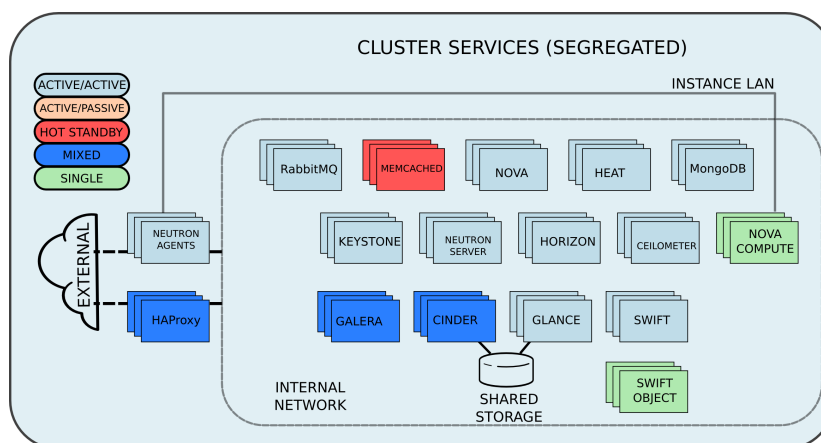 CLUSTER SERVICES (SEGREGATED)
INSTANCE LAN
ACTIVE/ACTIVE
ACTIVE/PASSIVE
HOT STANDBY
MIXED
SINGLE
RabbitMQ
MEMCACHED
NOVA
HEAT
MongoDB
EXTERNAL
NEUTRON
AGENTS
KEYSTONE
NEUTRON
SERVER
HORIZON
CEILOMETER
NOVA
COMPUTE
HAProxy
GALERA
CINDER
GLANCE
SWIFT
INTERNAL
NETWORK
SHARED
STORAGE
SWIFT
OBJECT